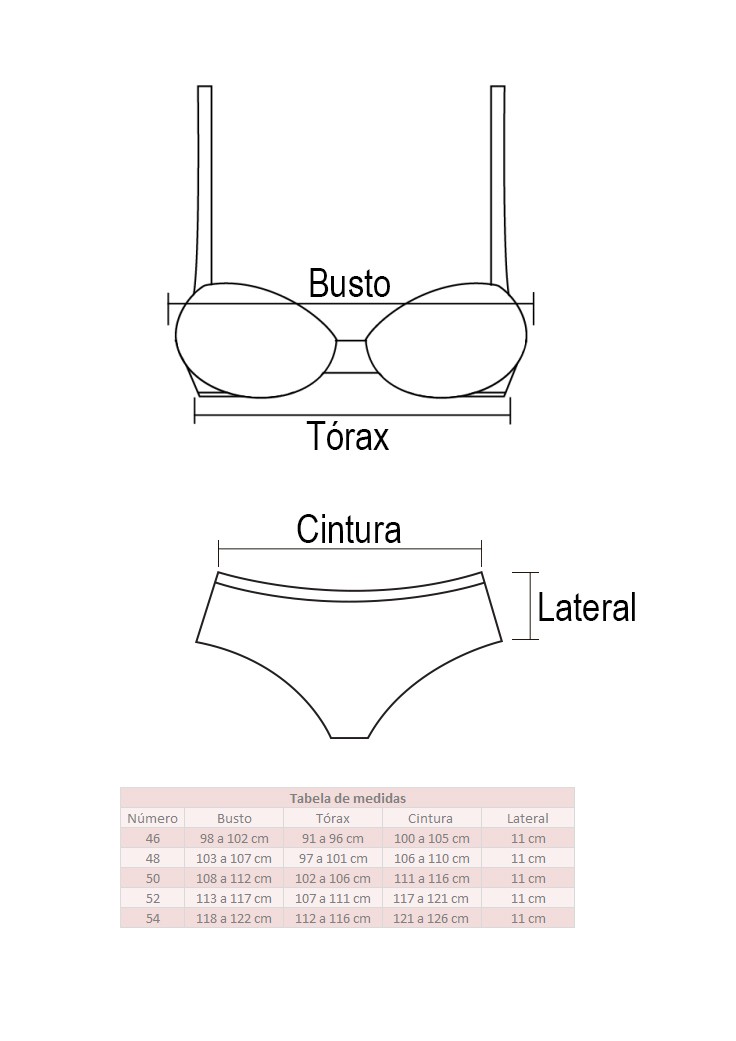 Busto
Tórax
Cintura
Lateral
Tabela de medidas
Número Busto Tórax Cintura Lateral
46 98 a 102 cm 91 a 96 cm 100 a 105 cm 11 cm
48 103 a 107 cm 97 a 101 cm 106 a 110 cm 11 cm
50 108 a 112 cm 102 a 106 cm 111 a 116 cm 11 cm
52 113 a 117 cm 107 a 111 cm 117 a 121 cm 11 cm
54 118 a 122 cm 112 a 116 cm 121 a 126 cm 11 cm